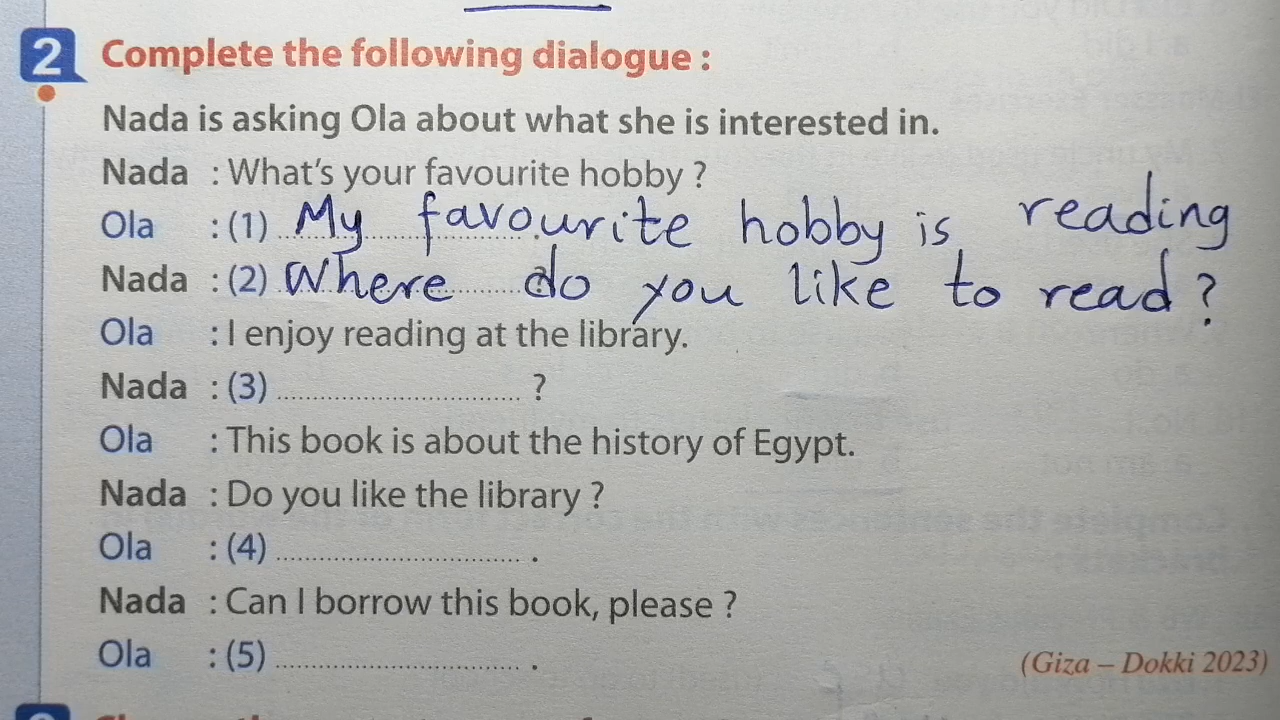 2 Complete the following dialogue :
Nada is asking Ola about what she is interested in.
Nada : What's your favourite hobby ?
Ola : (1) My favourite hobby is reading
Nada : (2) Where do you like to read ?
Ola : I enjoy reading at the library.
Nada : (3) .................................. ?
Ola : This book is about the history of Egypt.
Nada : Do you like the library ?
Ola : (4) .................................. .
Nada : Can I borrow this book, please ?
Ola : (5) .................................. .
(Giza – Dokki 2023)